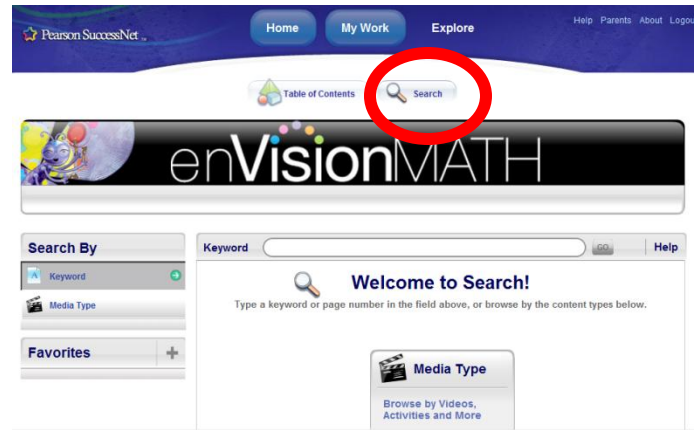 Pearson SuccessNet
Home My Work Explore
Help Parents About Logou
Table of Contents Search
enVisionMATH
Search By
Keyword GO Help
Keyword
Media Type
Favorites +
Welcome to Search!
Type a keyword or page number in the field above, or browse by the content types below.
Media Type
Browse by Videos,
Activities and More